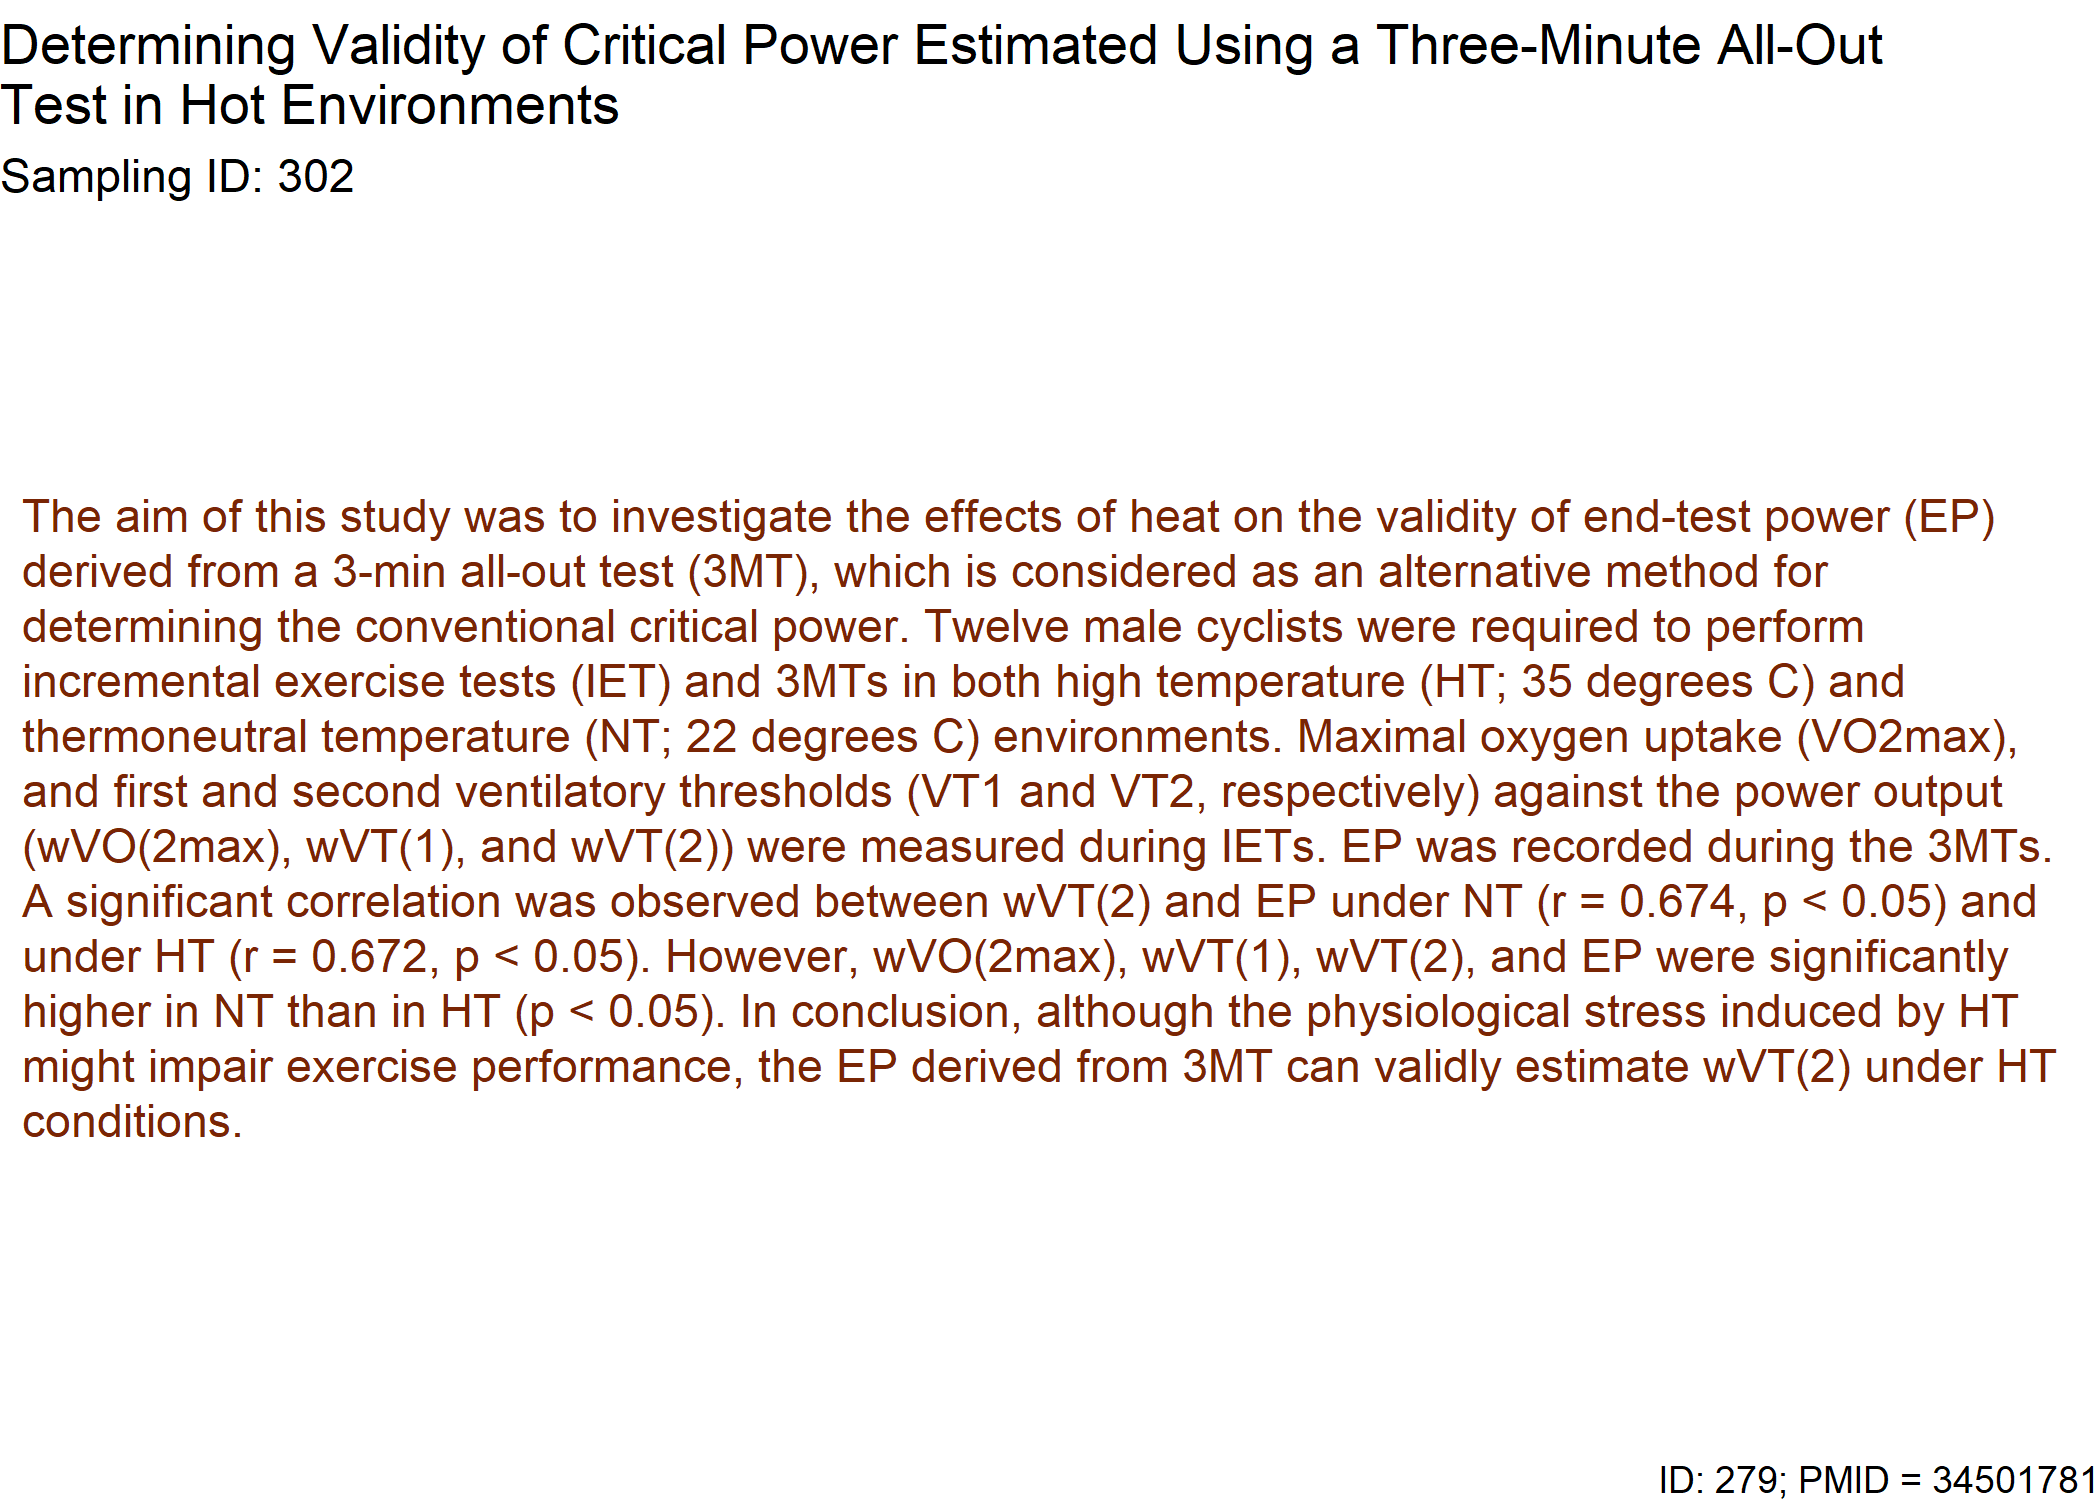 Determining Validity of Critical Power Estimated Using a Three-Minute All-Out
Test in Hot Environments
Sampling ID: 302
The aim of this study was to investigate the effects of heat on the validity of end-test power (EP)
derived from a 3-min all-out test (3MT), which is considered as an alternative method for
determining the conventional critical power. Twelve male cyclists were required to perform
incremental exercise tests (IET) and 3MTs in both high temperature (HT; 35 degrees C) and
thermoneutral temperature (NT; 22 degrees C) environments. Maximal oxygen uptake (VO2max),
and first and second ventilatory thresholds (VT1 and VT2, respectively) against the power output
(wVO(2max), wVT(1), and wVT(2)) were measured during IETs. EP was recorded during the 3MTs.
A significant correlation was observed between wVT(2) and EP under NT (r = 0.674, p < 0.05) and
under HT (r = 0.672, p < 0.05). However, wVO(2max), wVT(1), wVT(2), and EP were significantly
higher in NT than in HT (p < 0.05). In conclusion, although the physiological stress induced by HT
might impair exercise performance, the EP derived from 3MT can validly estimate wVT(2) under HT
conditions.
ID: 279; PMID = 34501781